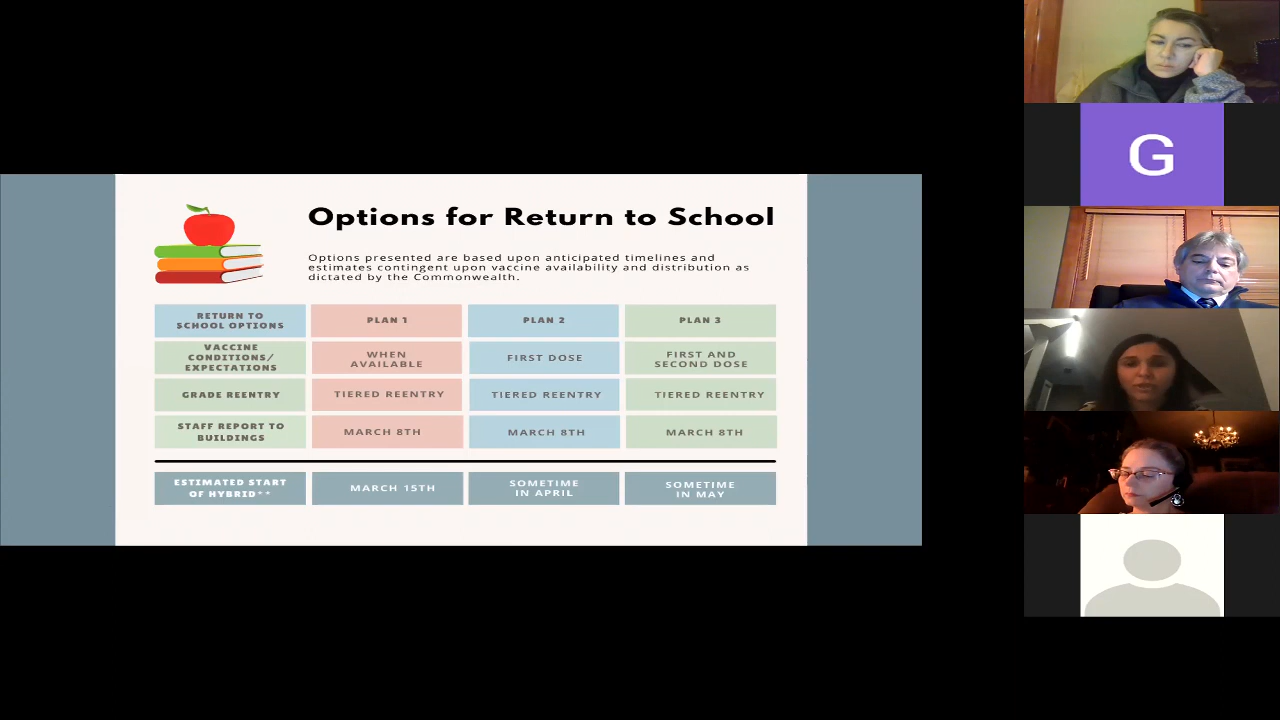 Options for Return to School
Options presented are based upon anticipated timelines and
estimates contingent upon vaccine availability and distribution as
dictated by the Commonwealth.
RETURN TO
SCHOOL OPTIONS
PLAN 1
PLAN 2
PLAN 3
VACCINE
CONDITIONS/
EXPECTATIONS
WHEN
AVAILABLE
FIRST DOSE
FIRST AND
SECOND DOSE
GRADE REENTRY
TIERED REENTRY
TIERED REENTRY
TIERED REENTRY
STAFF REPORT TO
BUILDINGS
MARCH 8TH
MARCH 8TH
MARCH 8TH
ESTIMATED START
OF HYBRID**
MARCH 15TH
SOMETIME
IN APRIL
SOMETIME
IN MAY
G